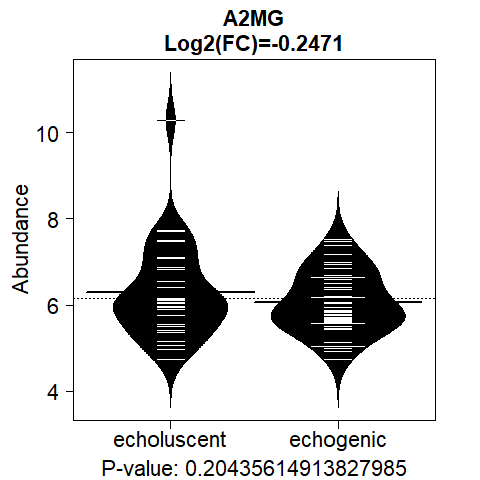 A2MG
Log2(FC)=-0.2471
Abundance
10
8
6
4
echoluscent echogenic
P-value: 0.20435614913827985